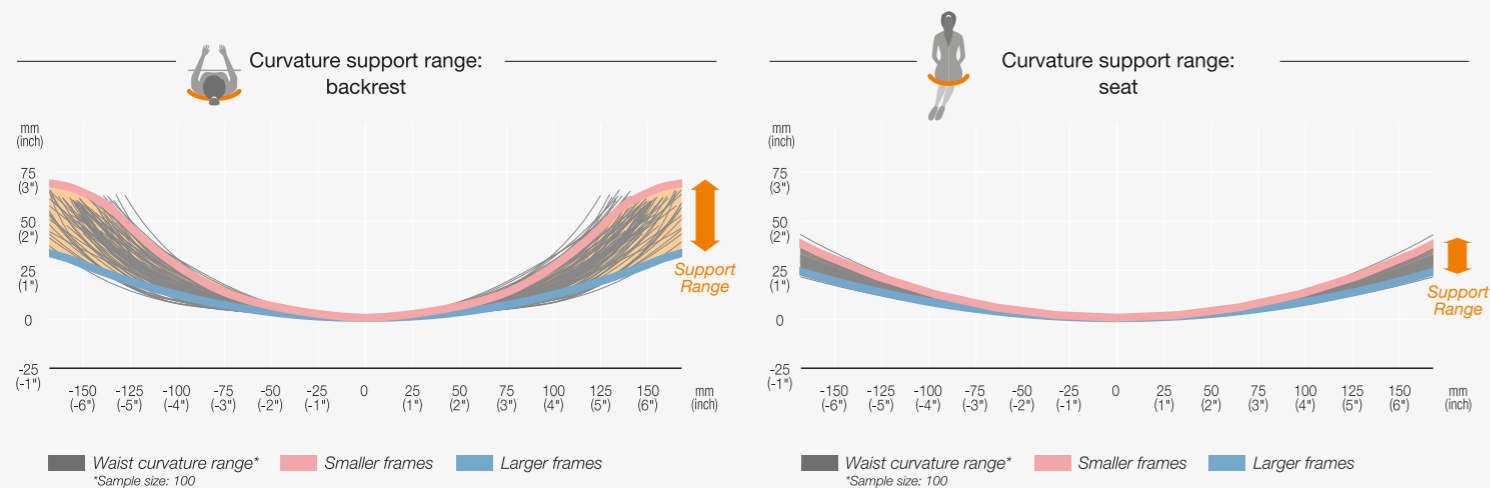 Curvature support range:
backrest
mm
(inch)
75
(3")
50
(2")
25
(1")
0
-25
(-1")
-150 -125 -100 -75 -50 -25 0 25 50 75 100 125 150 mm
(-6") (-5") (-4") (-3") (-2") (-1") (1") (2") (3") (4") (5") (6") (inch)
Support
Range
Waist curvature range* Smaller frames Larger frames
*Sample size: 100
Curvature support range:
seat
mm
(inch)
75
(3")
50
(2")
25
(1")
0
-25
(-1")
-150 -125 -100 -75 -50 -25 0 25 50 75 100 125 150 mm
(-6") (-5") (-4") (-3") (-2") (-1") (1") (2") (3") (4") (5") (6") (inch)
Support
Range
Waist curvature range* Smaller frames Larger frames
*Sample size: 100